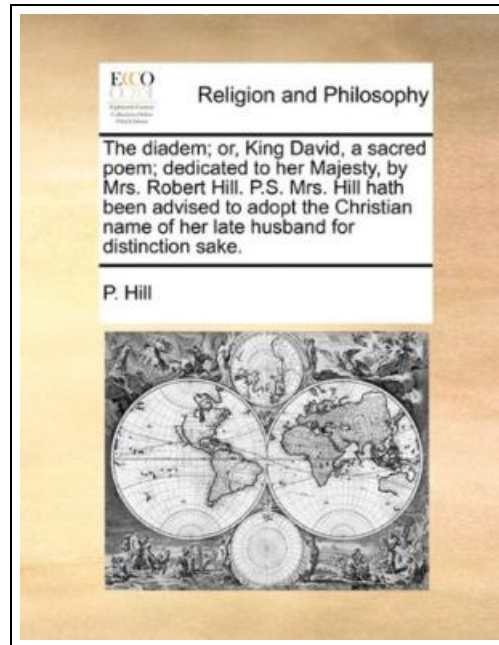 ECCO
Religion and Philosophy
The diadem; or, King David, a sacred
poem; dedicated to her Majesty, by
Mrs. Robert Hill. P.S. Mrs. Hill hath
been advised to adopt the Christian
name of her late husband for
distinction sake.
P. Hill